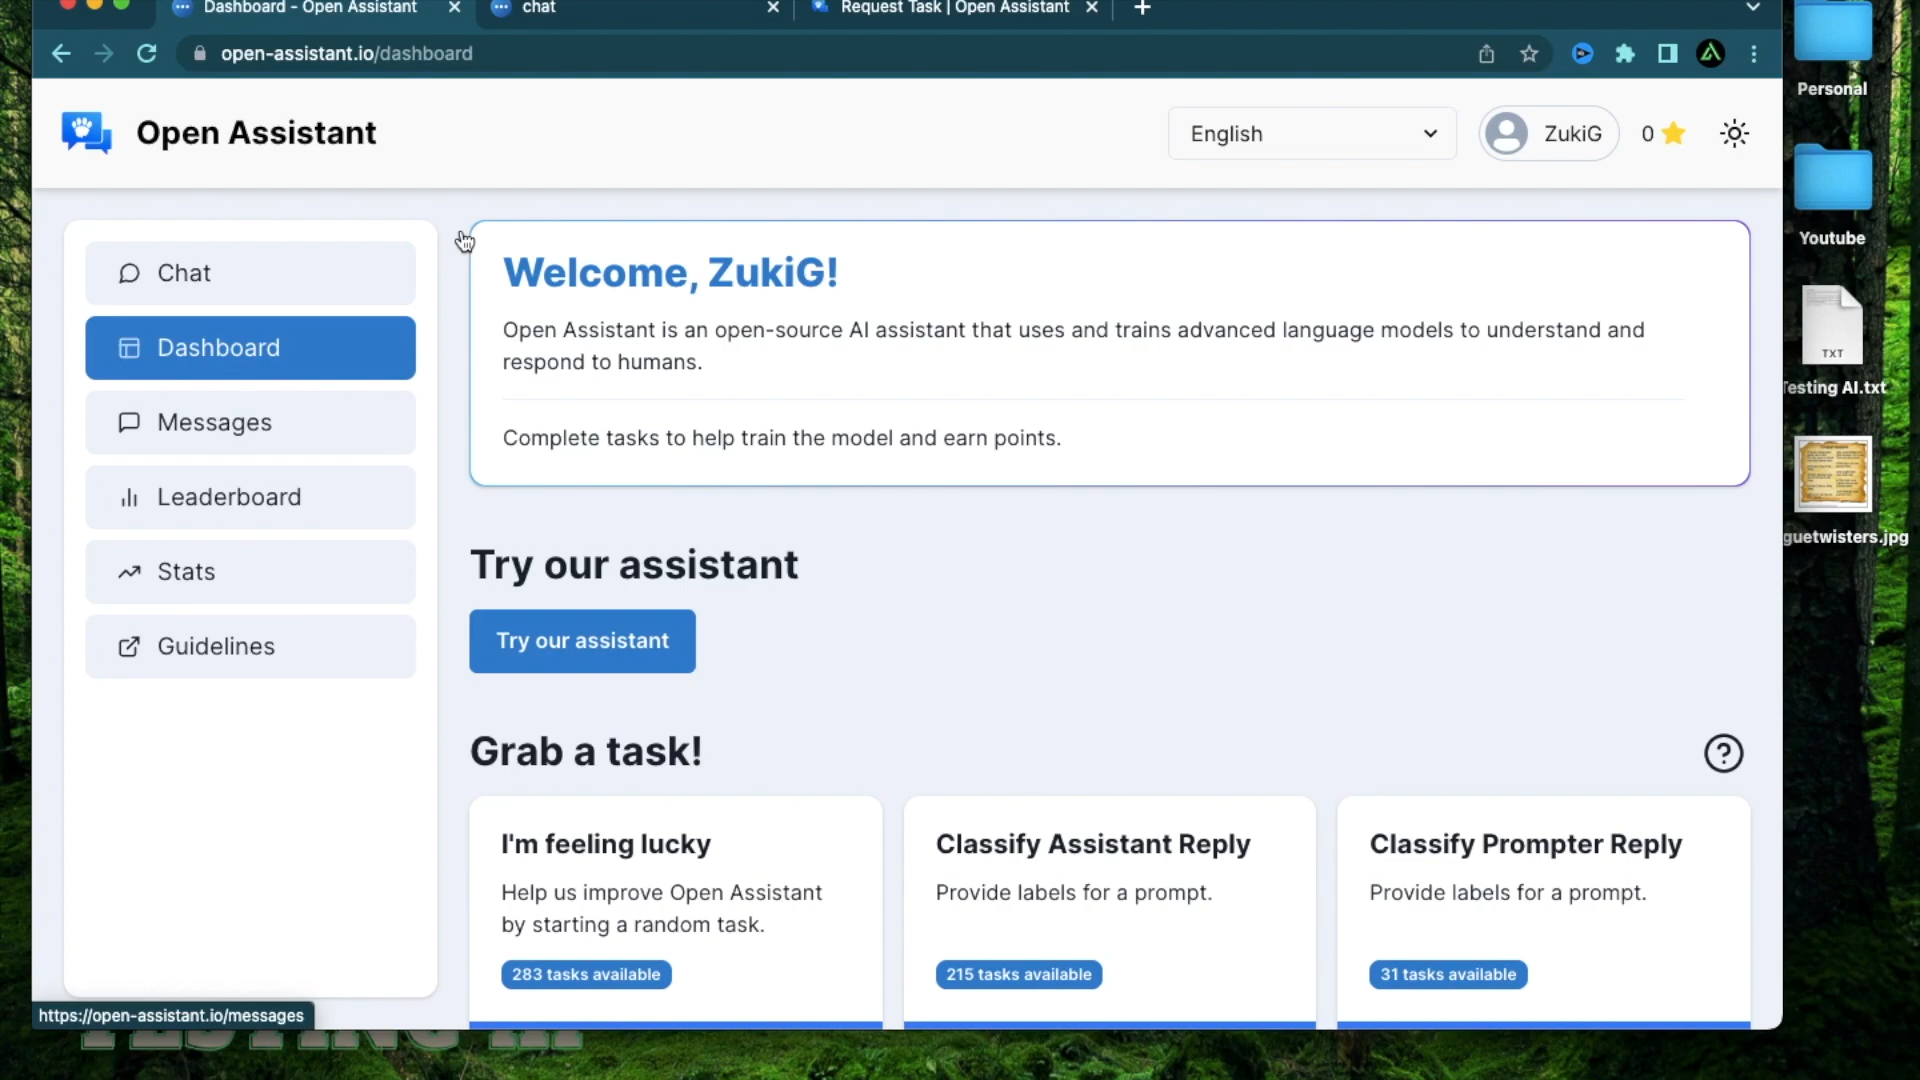 Dashboard - Open Assistant
chat
Request Task | Open Assistant
open-assistant.io/dashboard
Personal
Open Assistant
English
ZukiG
0
Youtube
Chat
Dashboard
Messages
Leaderboard
Stats
Guidelines
Welcome, ZukiG!
Open Assistant is an open-source AI assistant that uses and trains advanced language models to understand and
respond to humans.
Complete tasks to help train the model and earn points.
TXT
Testing AI.txt
guetwisters.jpg
Try our assistant
Try our assistant
Grab a task!
?
I'm feeling lucky
Help us improve Open Assistant
by starting a random task.
283 tasks available
Classify Assistant Reply
Provide labels for a prompt.
215 tasks available
Classify Prompter Reply
Provide labels for a prompt.
31 tasks available
https://open-assistant.io/messages
TESTING AI